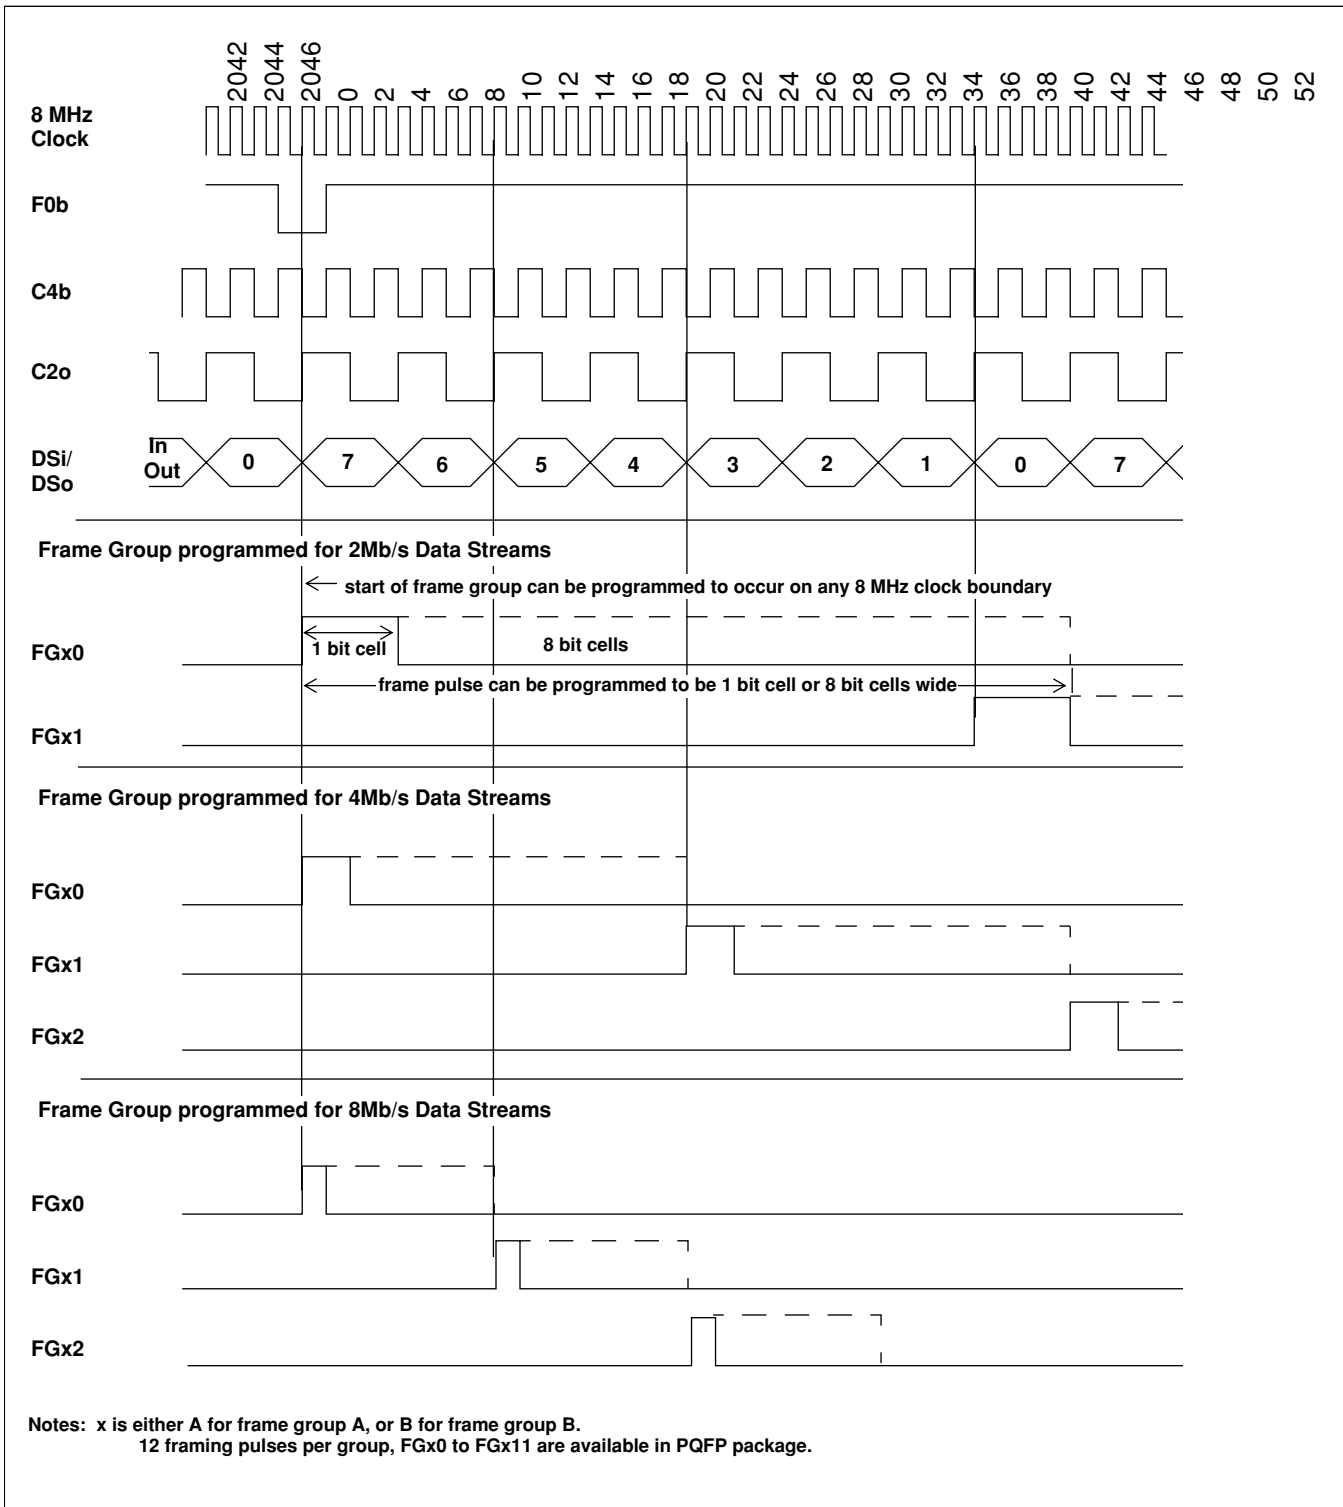 2042 2044 2046 0 2 4 6 8 10 12 14 16 18 20 22 24 26 28 30 32 34 36 38 40 42 44 46 48 50 52
8 MHz
Clock
F0b
C4b
C2o
DSi/
DSo
In
Out
0 7 6 5 4 3 2 1 0 7
Frame Group programmed for 2Mb/s Data Streams
start of frame group can be programmed to occur on any 8 MHz clock boundary
FGx0
1 bit cell
8 bit cells
frame pulse can be programmed to be 1 bit cell or 8 bit cells wide
FGx1
Frame Group programmed for 4Mb/s Data Streams
FGx0
FGx1
FGx2
Frame Group programmed for 8Mb/s Data Streams
FGx0
FGx1
FGx2
Notes: x is either A for frame group A, or B for frame group B.
12 framing pulses per group, FGx0 to FGx11 are available in PQFP package.